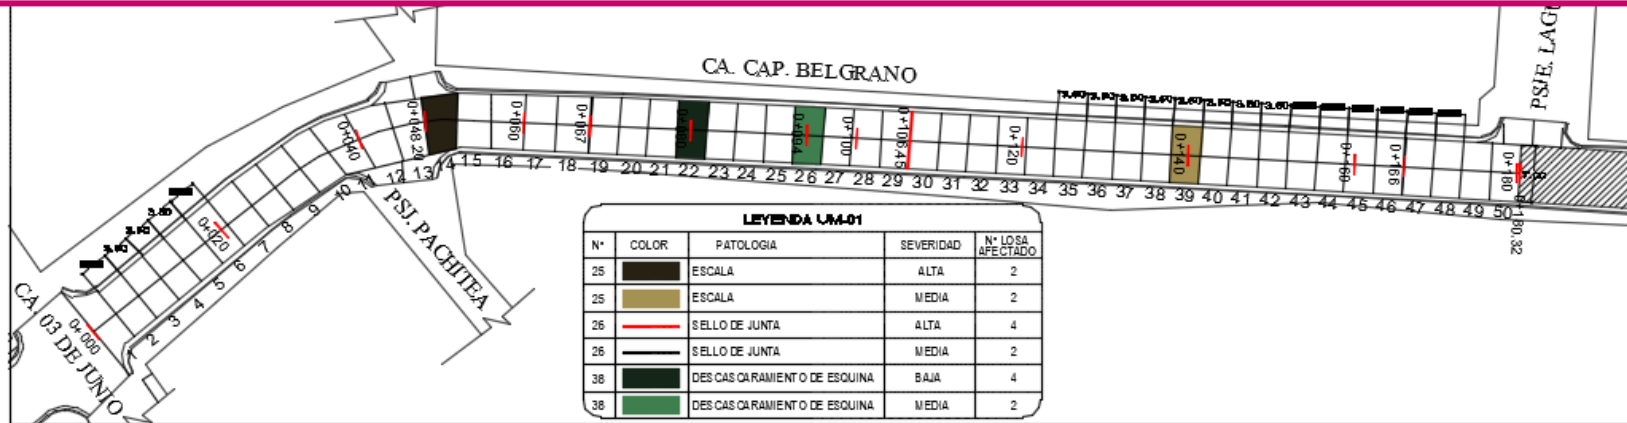 CA. CAP. BELGRANO
PSJE. LAGU
PSJ. PACHITEA
CA. 03 DE JUNIO
0+000
0+020
0+040
0+048.20
0+060
0+067
0+094
0+100
0+106.45
0+120
0+140
0+160
0+166
0+180
0+180.32
1 2 3 4 5 6 7 8 9 10 11 12 13 14 15 16 17 18 19 20 21 22 23 24 25 26 27 28 29 30 31 32 33 34 35 36 37 38 39 40 41 42 43 44 45 46 47 48 49 50
LEYENDA UM-01
N° COLOR PATOLOGIA SEVERIDAD N° LOSA AFECTADO
25 ESCALA ALTA 2
25 ESCALA MEDIA 2
26 SELLO DE JUNTA ALTA 4
26 SELLO DE JUNTA MEDIA 2
38 DESCASCARAMIENTO DE ESQUINA BAJA 4
38 DESCASCARAMIENTO DE ESQUINA MEDIA 2